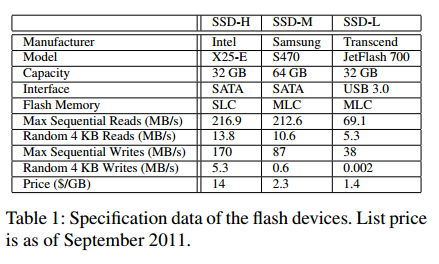 SSD-H SSD-M SSD-L
Manufacturer Intel Samsung Transcend
Model X25-E S470 JetFlash 700
Capacity 32 GB 64 GB 32 GB
Interface SATA SATA USB 3.0
Flash Memory SLC MLC MLC
Max Sequential Reads (MB/s) 216.9 212.6 69.1
Random 4 KB Reads (MB/s) 13.8 10.6 5.3
Max Sequential Writes (MB/s) 170 87 38
Random 4 KB Writes (MB/s) 5.3 0.6 0.002
Price ($/GB) 14 2.3 1.4
Table 1: Specification data of the flash devices. List price
is as of September 2011.